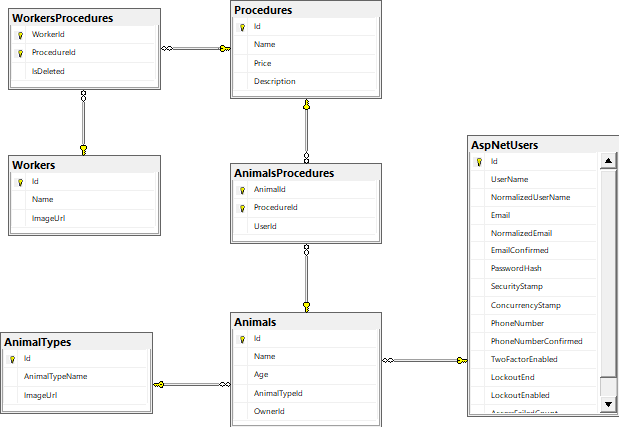 WorkersProcedures
WorkerId
ProcedureId
IsDeleted
Procedures
Id
Name
Price
Description
Workers
Id
Name
ImageUrl
AnimalsProcedures
AnimalId
ProcedureId
UserId
AspNetUsers
Id
UserName
NormalizedUserName
Email
NormalizedEmail
EmailConfirmed
PasswordHash
SecurityStamp
ConcurrencyStamp
PhoneNumber
PhoneNumberConfirmed
TwoFactorEnabled
LockoutEnd
LockoutEnabled
AccessFailedCount
AnimalTypes
Id
AnimalTypeName
ImageUrl
Animals
Id
Name
Age
AnimalTypeId
OwnerId